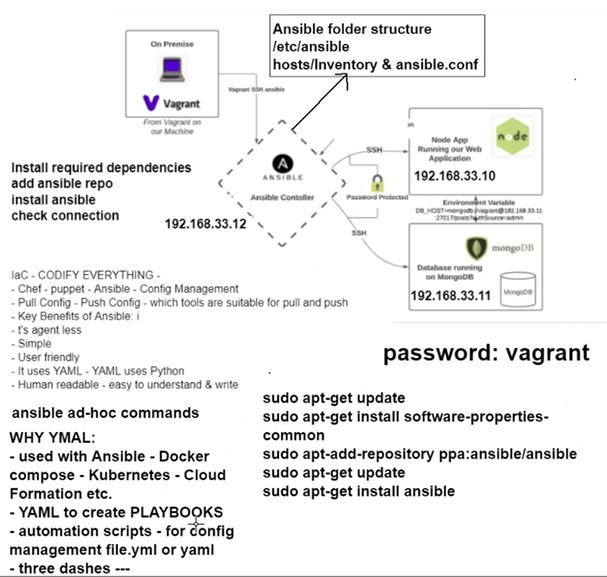 Ansible folder structure
/etc/ansible
hosts/Inventory & ansible.conf
On Premise
Vagrant
From Vagrant on
our Machine
Vagrant SSH ansible
Install required dependencies
add ansible repo
install ansible
check connection
A
ANSIBLE
Ansible Contoller
192.168.33.12
SSH
Password Protected
SSH
on
Node App
Running our Web
Application
node
192.168.33.10
Environment Variable
DB_HOST=mongodb://vagrant@192.168.33.11
:27017/posts?authSource=admin
mongoDB
Database running
on MongoDB
192.168.33.11
MongoDB
IaC - CODIFY EVERYTHING -
- Chef - puppet - Ansible - Config Management
- Pull Config - Push Config - which tools are suitable for pull and push
- Key Benefits of Ansible: i
- t's agent less
- Simple
- User friendly
- It uses YAML - YAML uses Python
- Human readable - easy to understand & write
password: vagrant
ansible ad-hoc commands
WHY YMAL:
- used with Ansible - Docker
compose - Kubernetes - Cloud
Formation etc.
- YAML to create PLAYBOOKS
- automation scripts - for config
management file.yml or yaml
- three dashes ---
sudo apt-get update
sudo apt-get install software-properties-
common
sudo apt-add-repository ppa:ansible/ansible
sudo apt-get update
sudo apt-get install ansible